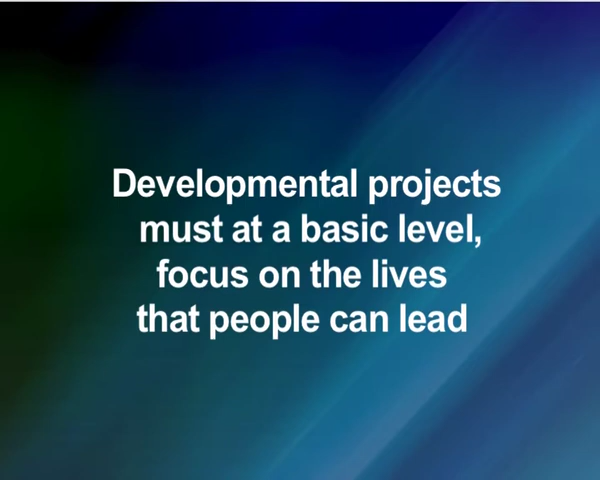 Developmental projects
must at a basic level,
focus on the lives
that people can lead